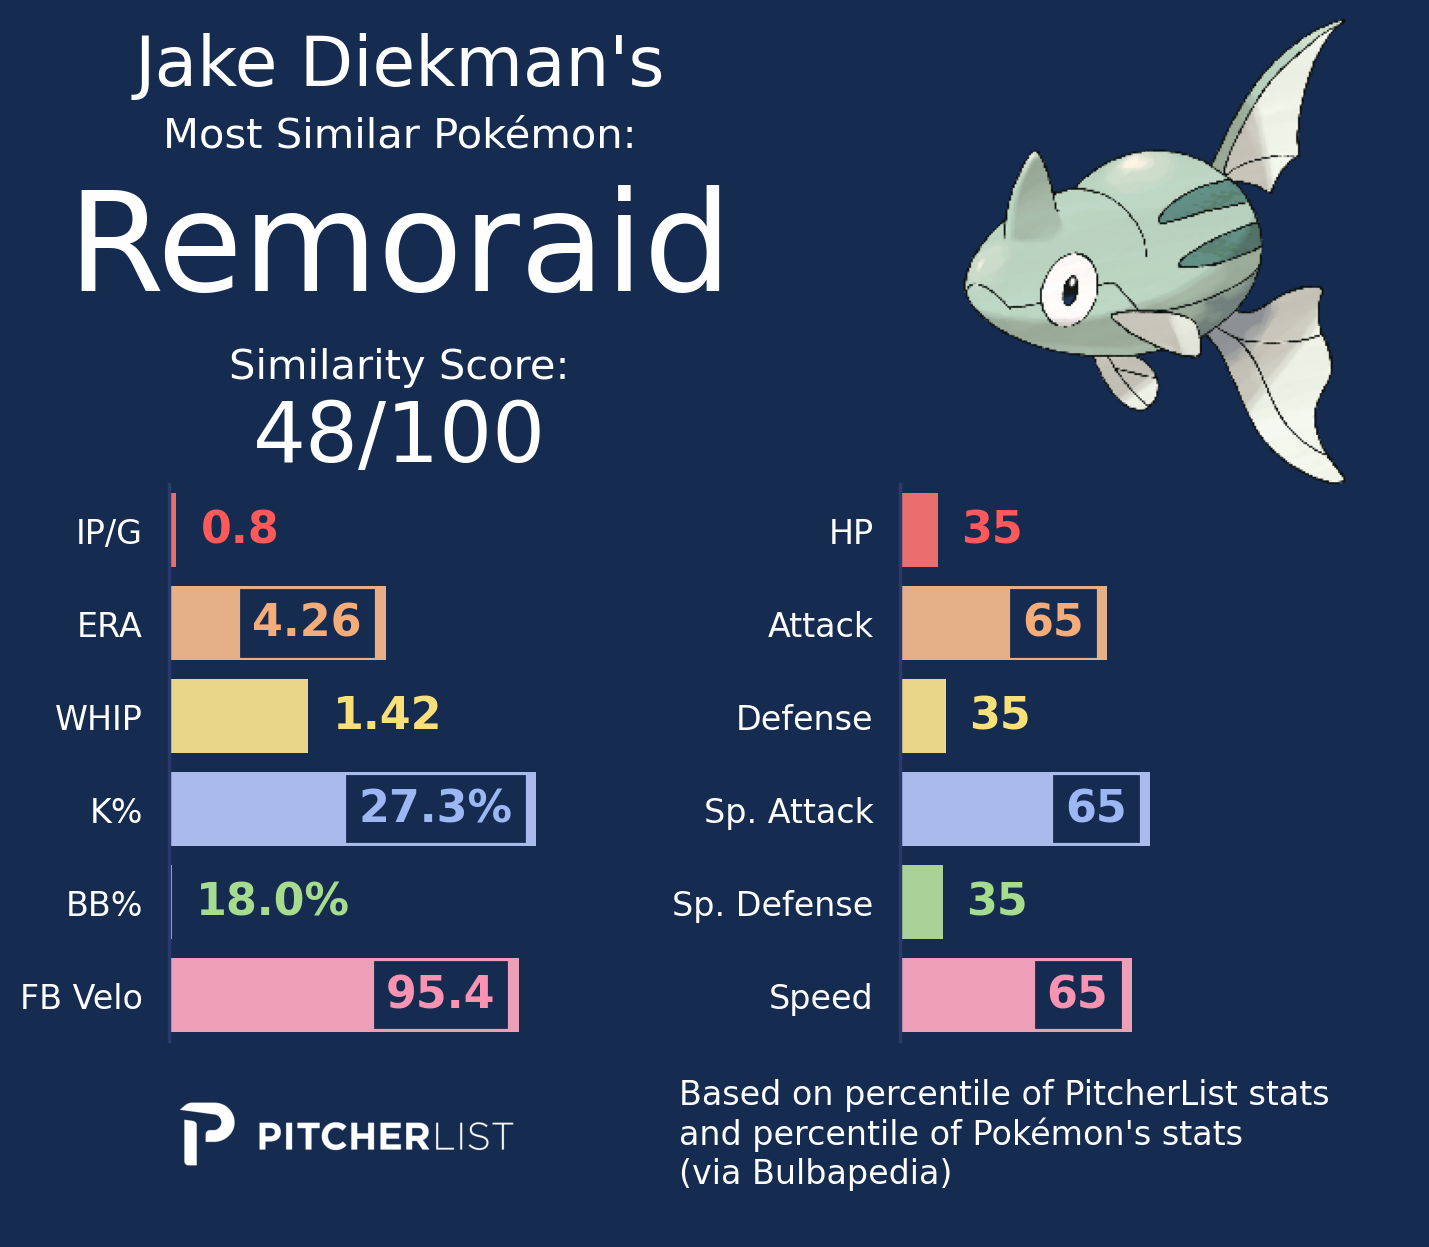 Jake Diekman's
Most Similar Pokémon:
Remoraid
Similarity Score:
48/100
IP/G 0.8
ERA 4.26
WHIP 1.42
K% 27.3%
BB% 18.0%
FB Velo 95.4
HP 35
Attack 65
Defense 35
Sp. Attack 65
Sp. Defense 35
Speed 65
PITCHERLIST
Based on percentile of PitcherList stats
and percentile of Pokémon's stats
(via Bulbapedia)